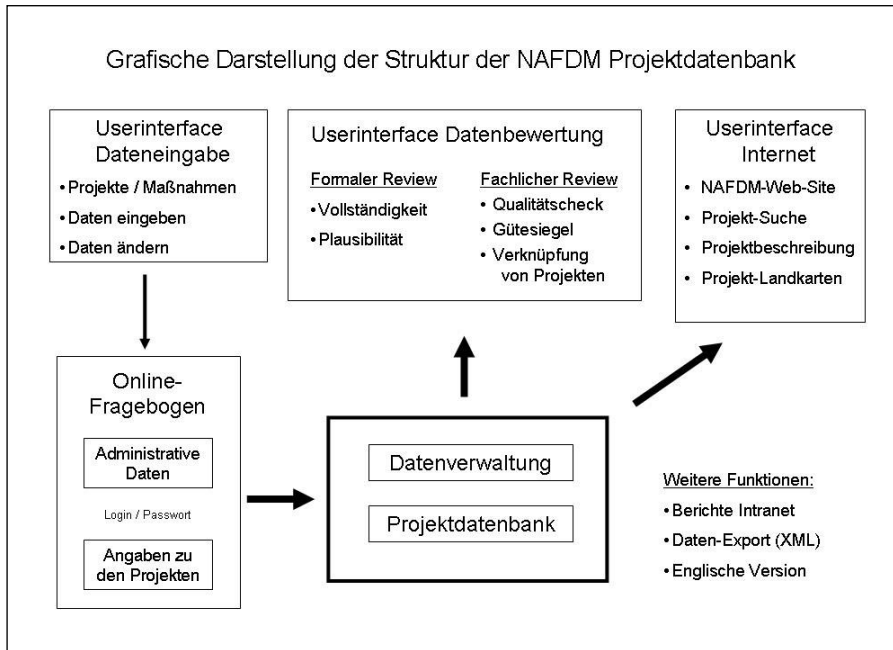 Grafische Darstellung der Struktur der NAFDM Projektdatenbank
Userinterface
Dateneingabe
• Projekte / Maßnahmen
• Daten eingeben
• Daten ändern
Userinterface Datenbewertung
Formaler Review
• Vollständigkeit
• Plausibilität
Fachlicher Review
• Qualitätscheck
• Gütesiegel
• Verknüpfung
von Projekten
Userinterface
Internet
• NAFDM-Web-Site
• Projekt-Suche
• Projektbeschreibung
• Projekt-Landkarten
Online-
Fragebogen
Administrative
Daten
Login / Passwort
Angaben zu
den Projekten
Datenverwaltung
Projektdatenbank
Weitere Funktionen:
• Berichte Intranet
• Daten-Export (XML)
• Englische Version